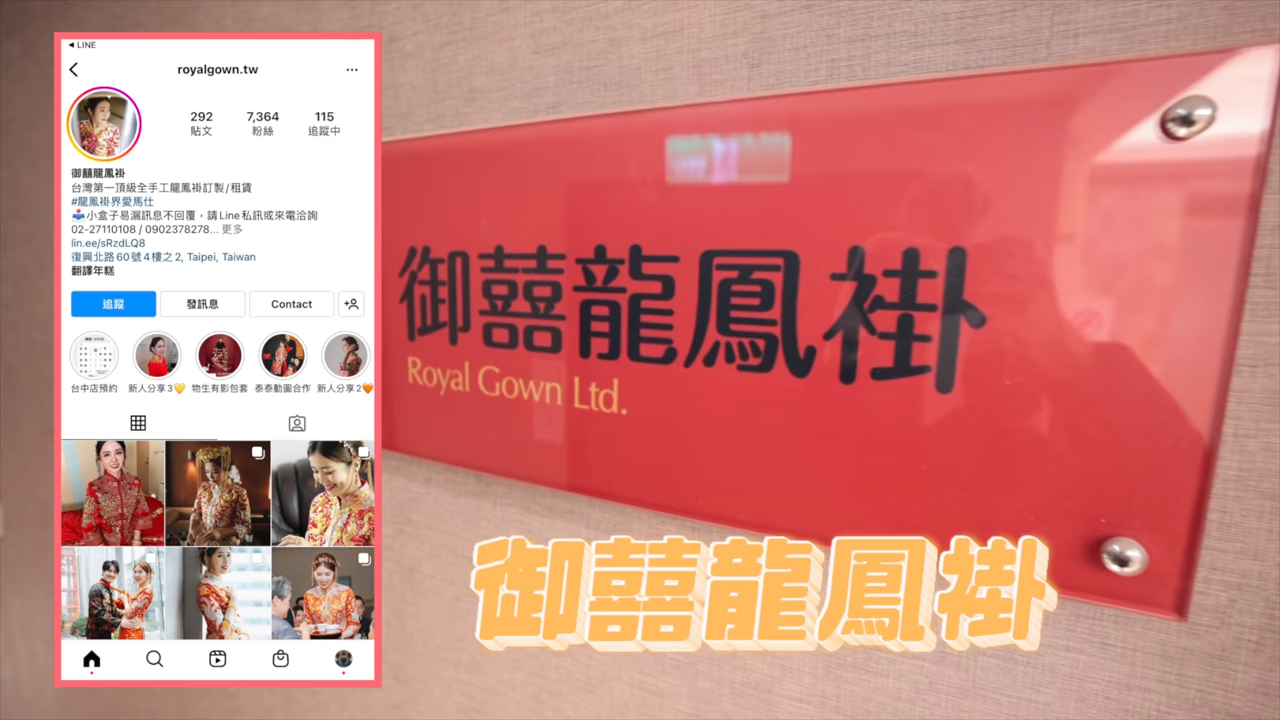 LINE
royalgown.tw
292
7,364
115
貼文
粉絲
追蹤中
御囍龍鳳褂
台灣第一頂級全手工龍鳳褂訂製/租賃
#龍鳳褂界愛馬仕
小盒子易漏訊息不回覆,請Line私訊或來電洽詢
02-27110108 / 0902378278... 更多
lin.ee/sRzdLQ8
復興北路60號4樓之2, Taipei, Taiwan
翻譯年糕
追蹤
發訊息
Contact
台中店預約
新人分享3
物生有影包套
泰泰動圖合作
新人分享2
御囍龍鳳褂
Royal Gown Ltd.
御囍龍鳳褂